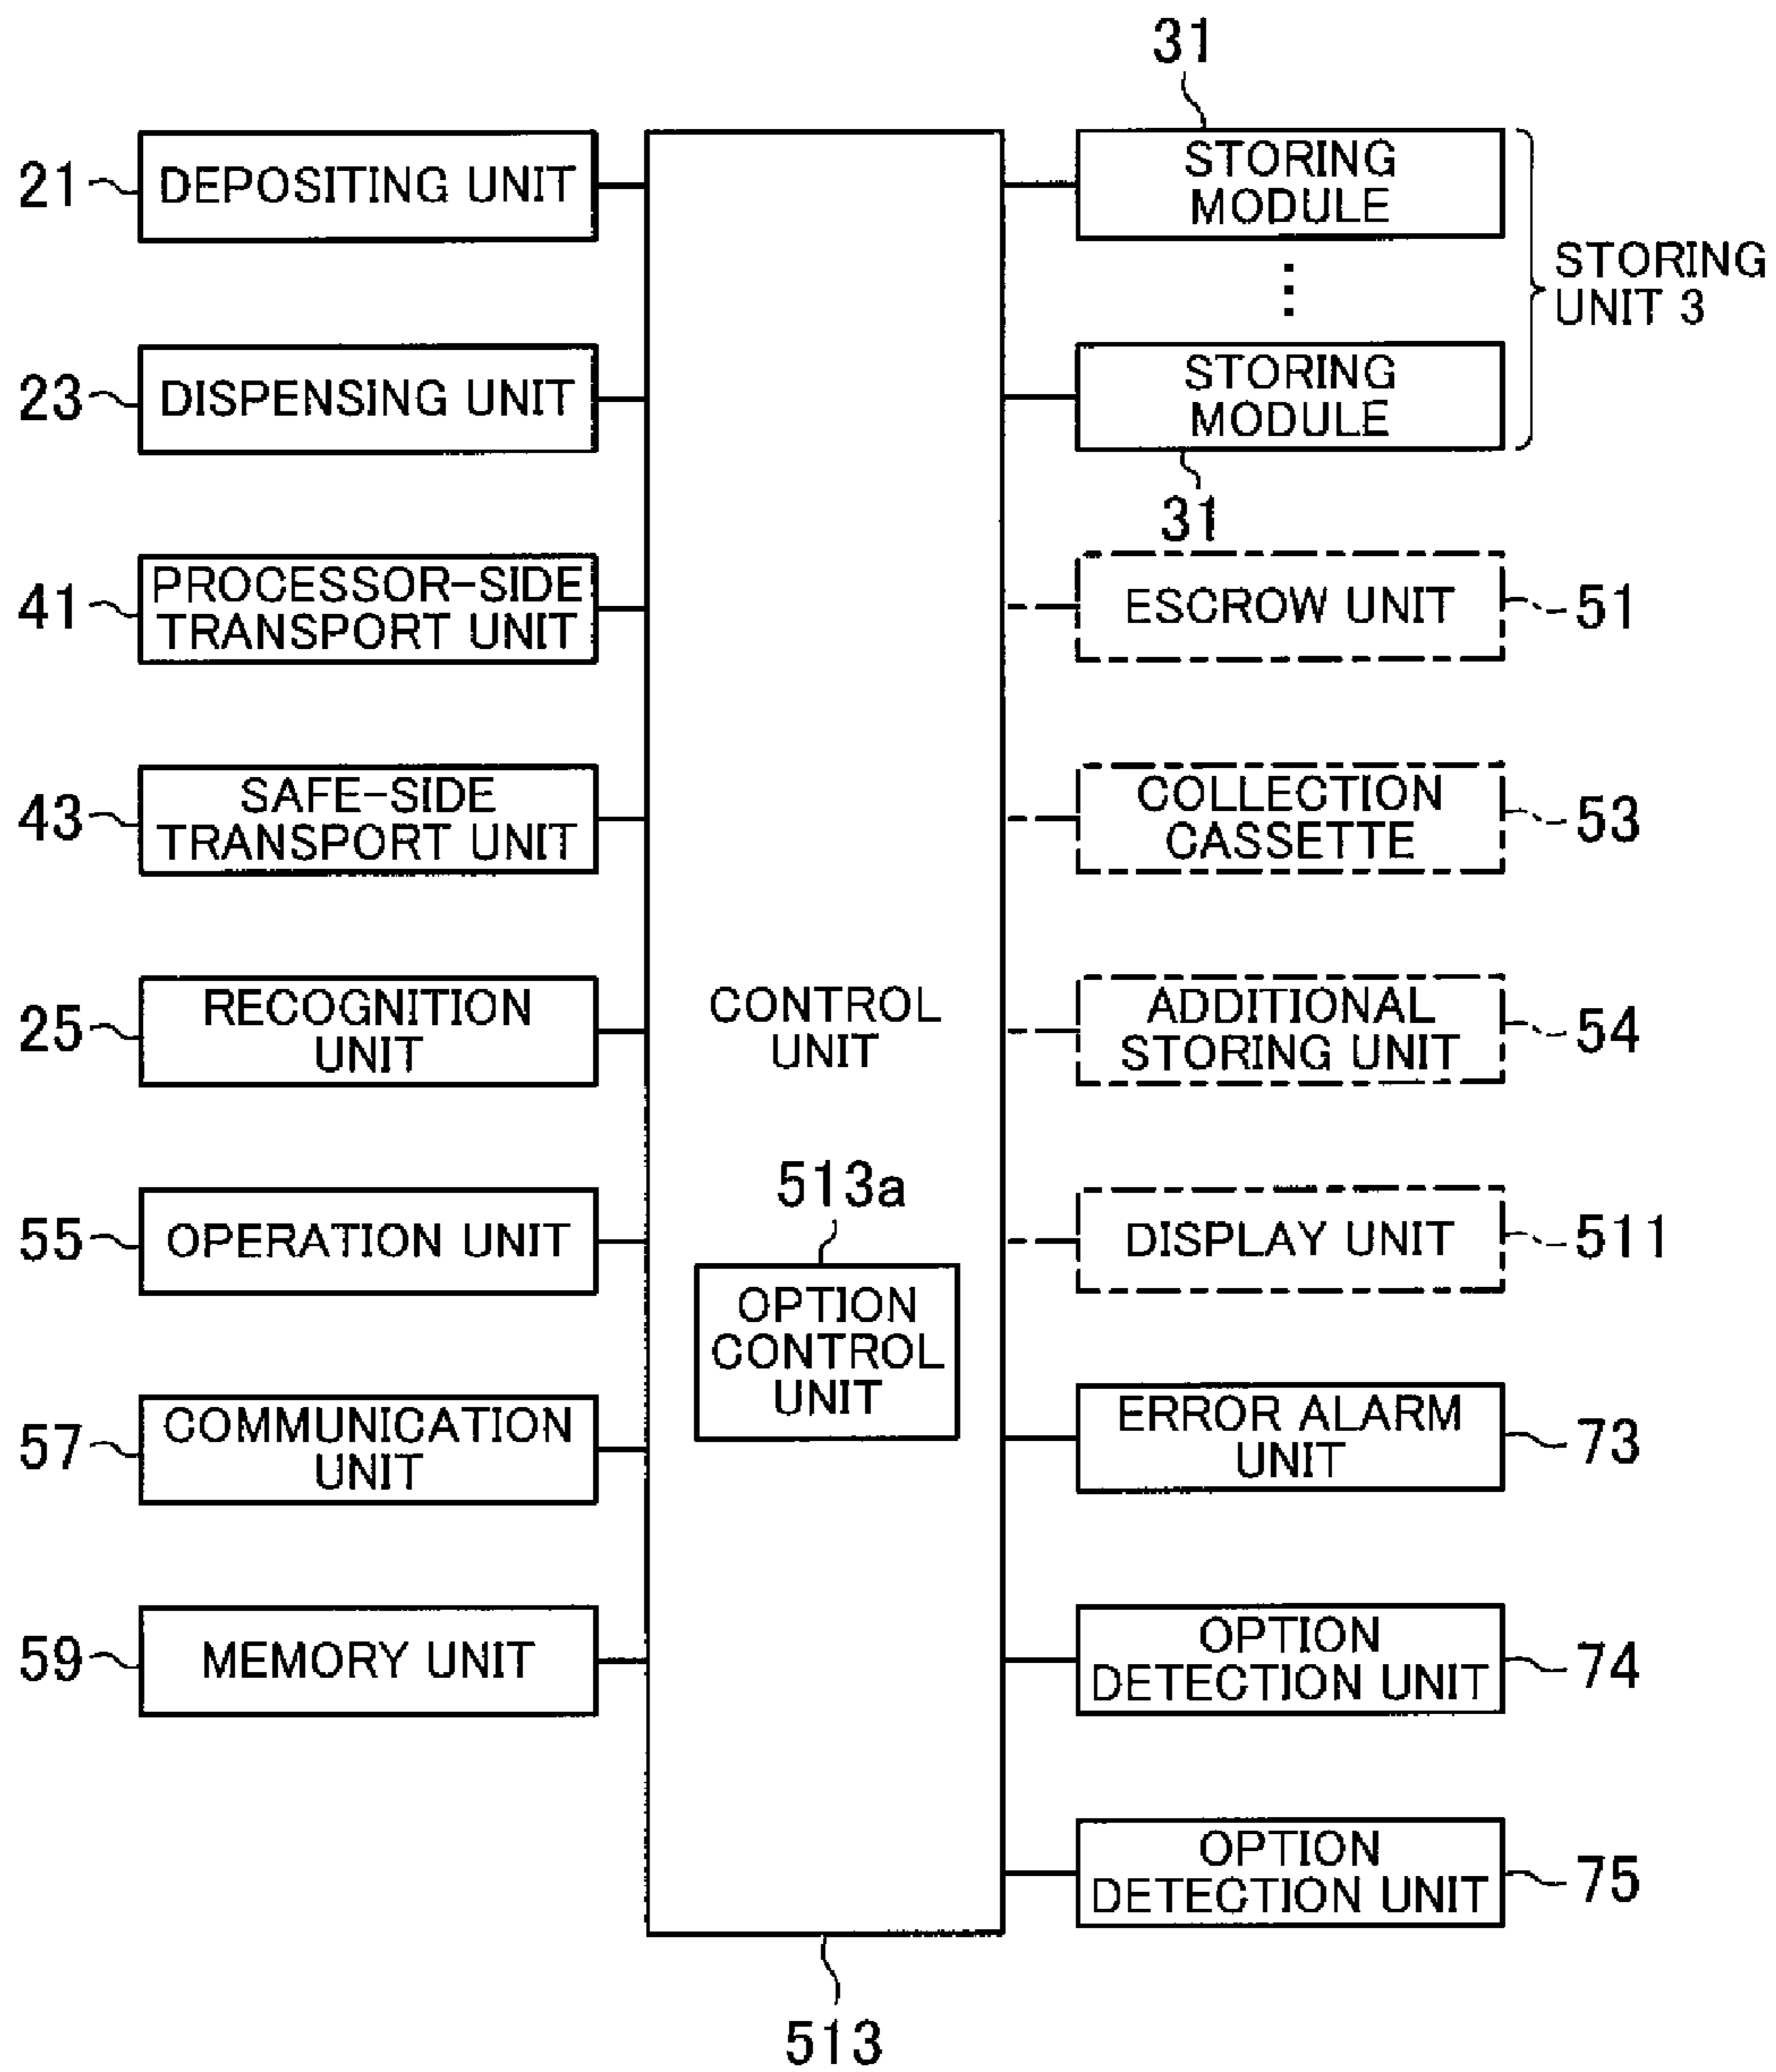 31
21
DEPOSITING UNIT
STORING
MODULE
STORING
UNIT 3
23
DISPENSING UNIT
STORING
MODULE
31
41
PROCESSOR-SIDE
TRANSPORT UNIT
ESCROW UNIT
51
43
SAFE-SIDE
TRANSPORT UNIT
COLLECTION
CASSETTE
53
25
RECOGNITION
UNIT
CONTROL
UNIT
ADDITIONAL
STORING UNIT
54
513a
55
OPERATION UNIT
DISPLAY UNIT
511
OPTION
CONTROL
UNIT
57
COMMUNICATION
UNIT
ERROR ALARM
UNIT
73
59
MEMORY UNIT
OPTION
DETECTION UNIT
74
OPTION
DETECTION UNIT
75
513